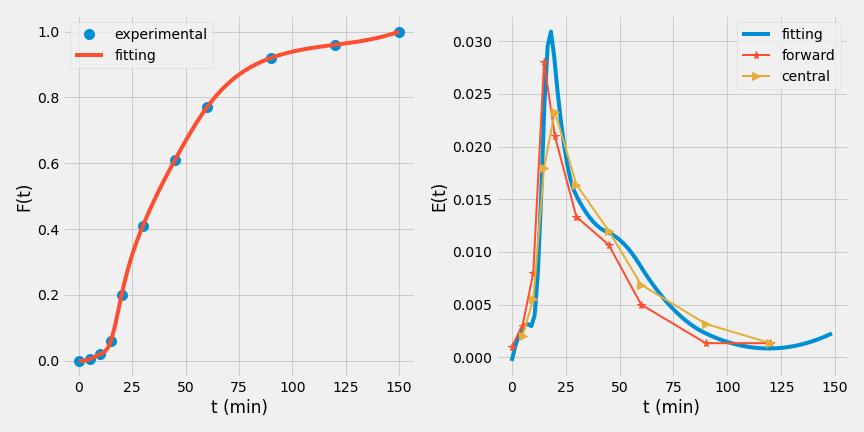 experimental
fitting
1.0
0.8
0.6
0.4
0.2
0.0
F(t)
0 25 50 75 100 125 150
t (min)
fitting
forward
central
0.030
0.025
0.020
0.015
0.010
0.005
0.000
E(t)
0 25 50 75 100 125 150
t (min)